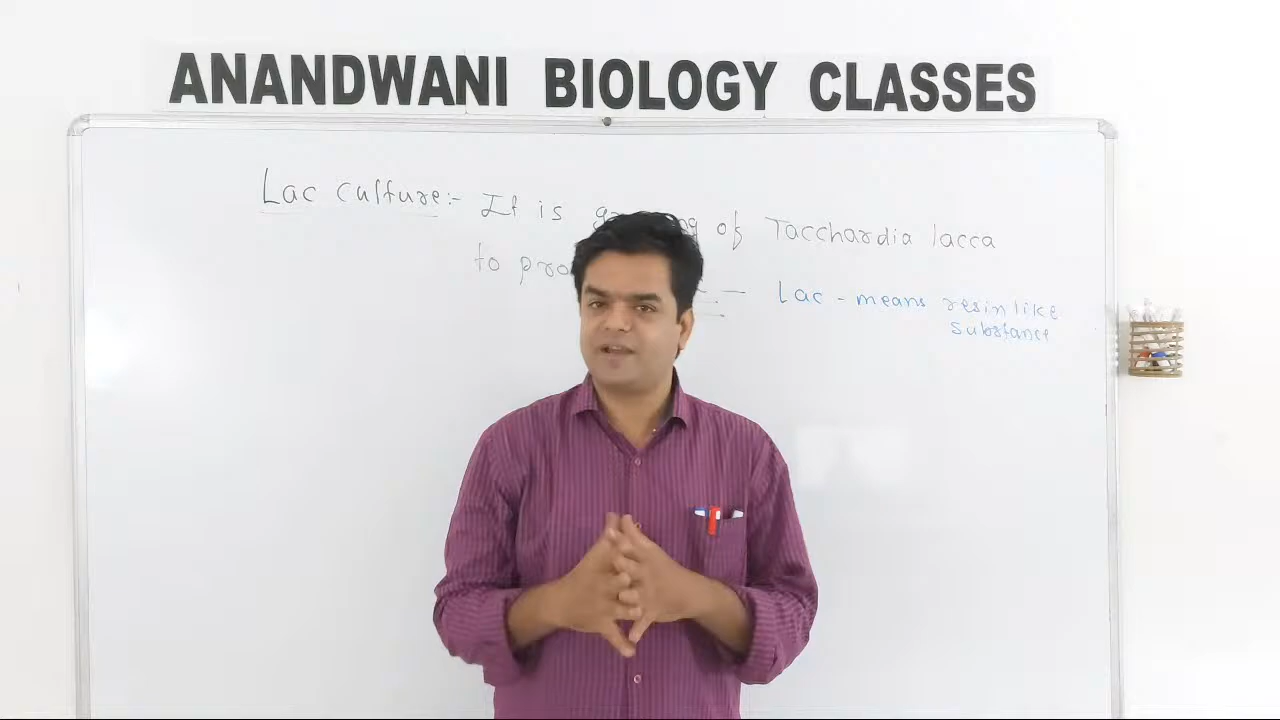 ANANDWANI BIOLOGY CLASSES
Lac culture:- It is of Tacchardia lacca
to
Lac - means resin like
substance